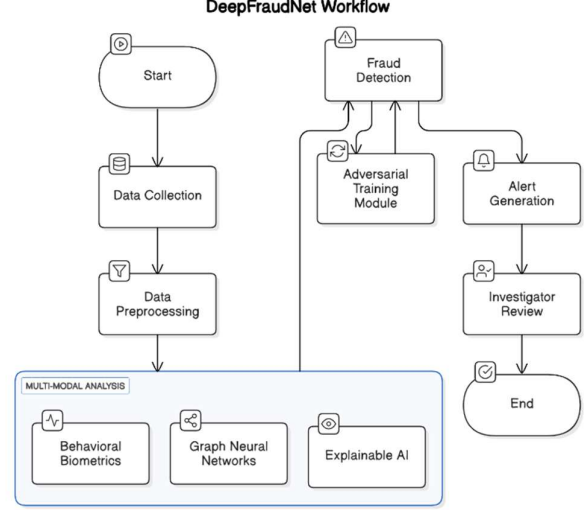 DeepFraudNet Workflow
Start
Data Collection
Data
Preprocessing
MULTI-MODAL ANALYSIS
Behavioral
Biometrics
Graph Neural
Networks
Explainable AI
Fraud
Detection
Adversarial
Training
Module
Alert
Generation
Investigator
Review
End